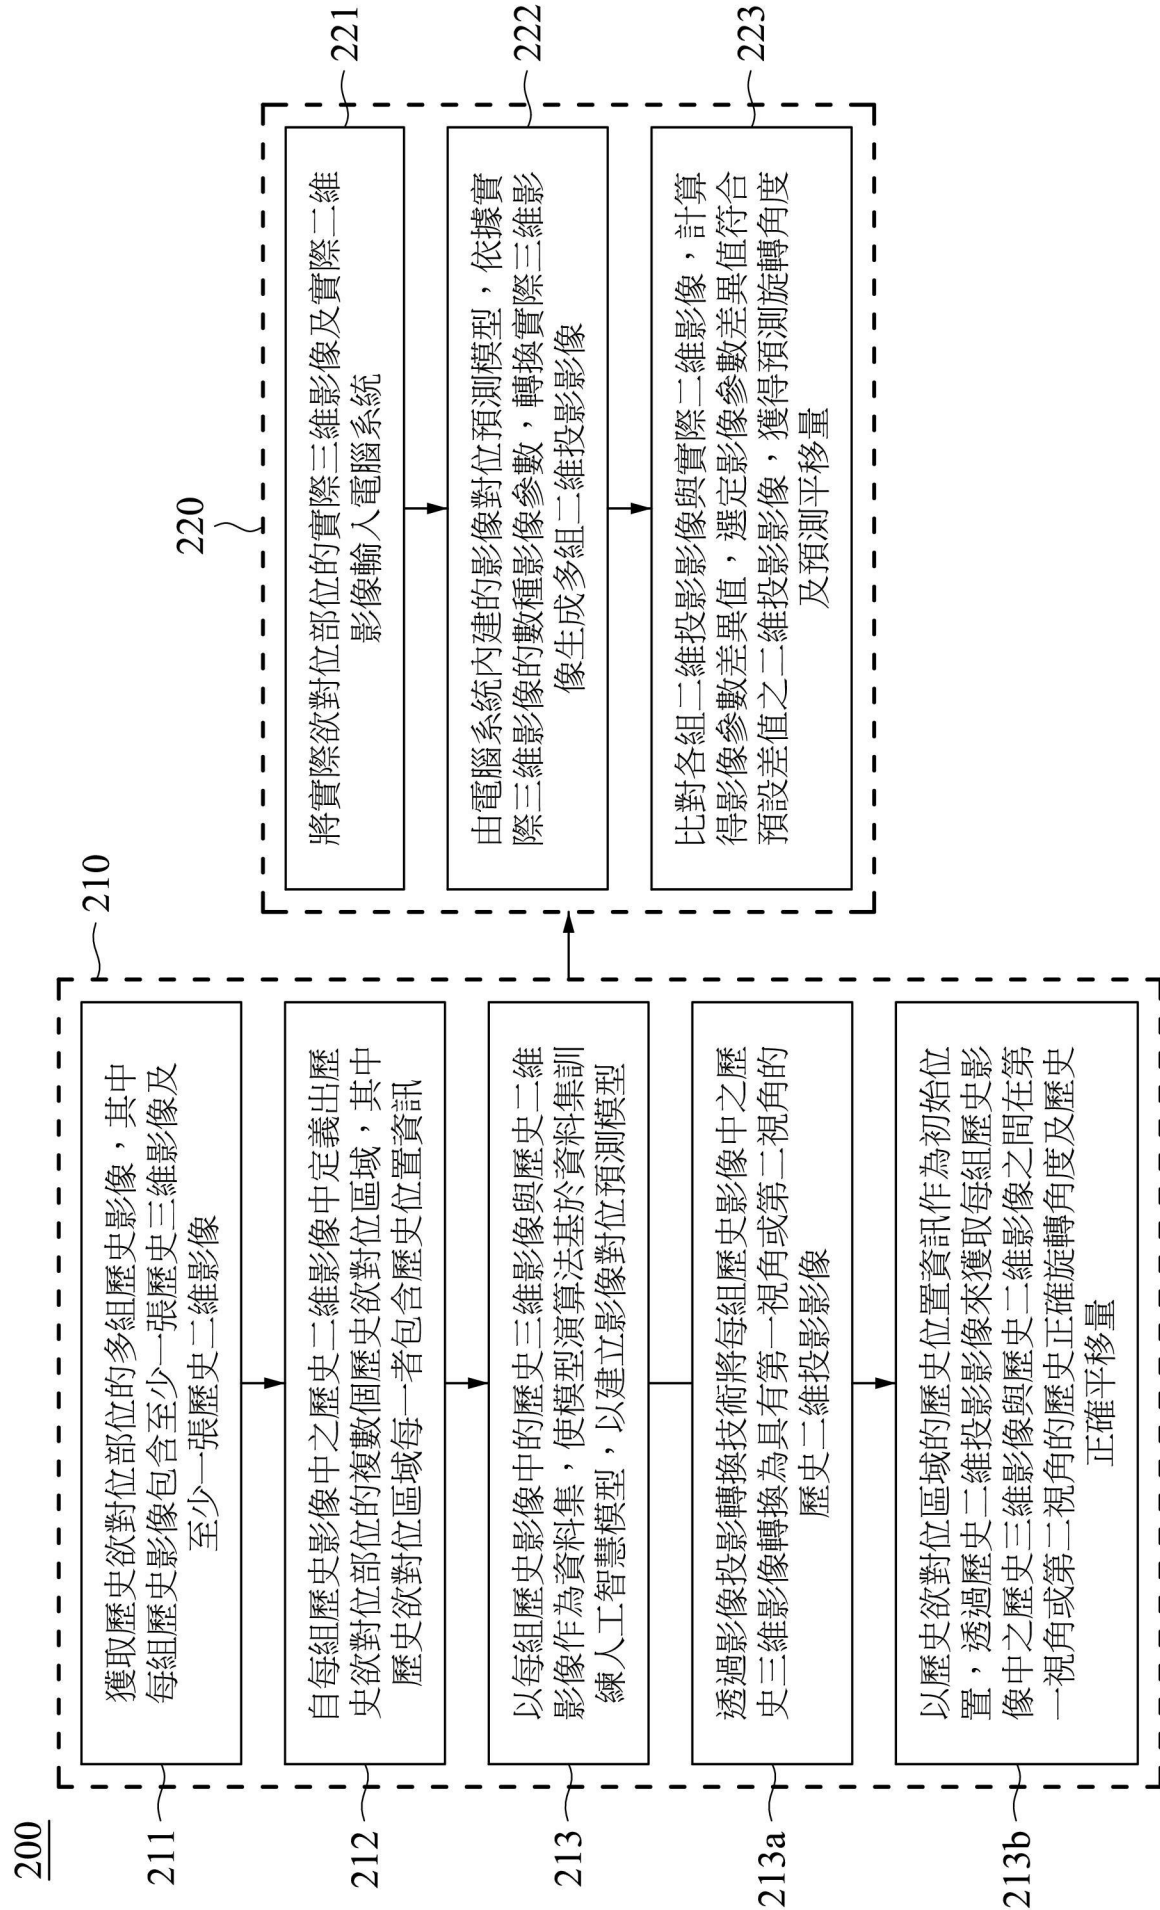 200
210
211
獲取歷史欲對位部位的多組歷史影像，其中
每組歷史影像包含至少一張歷史三維影像及
至少一張歷史二維影像
212
自每組歷史影像中之歷史二維影像中定義出歷
史欲對位部位的複數個歷史欲對位區域，其中
歷史欲對位區域每一者包含歷史位置資訊
213
以每組歷史影像中的歷史三維影像與歷史二維
影像作為資料集，使模型演算法基於資料集訓
練人工智慧模型，以建立影像對位預測模型
213a
透過影像投影轉換技術將每組歷史影像中之歷
史三維影像轉換為具有第一視角或第二視角的
歷史二維投影影像
213b
以歷史欲對位區域的歷史位置資訊作為初始位
置，透過歷史二維投影影像來獲取每組歷史影
像中之歷史三維影像與歷史二維影像之間在第
一視角或第二視角的歷史正確旋轉角度及歷史
正確平移量
220
221
將實際欲對位部位的實際三維影像及實際二維
影像輸入電腦系統
222
由電腦系統內建的影像對位預測模型，依據實
際三維影像的數種影像參數，轉換實際三維影
像生成多組二維投影影像
223
比對各組二維投影影像與實際二維影像，計算
得影像參數差異值，選定影像參數差異值符合
預設差值之二維投影影像，獲得預測旋轉角度
及預測平移量